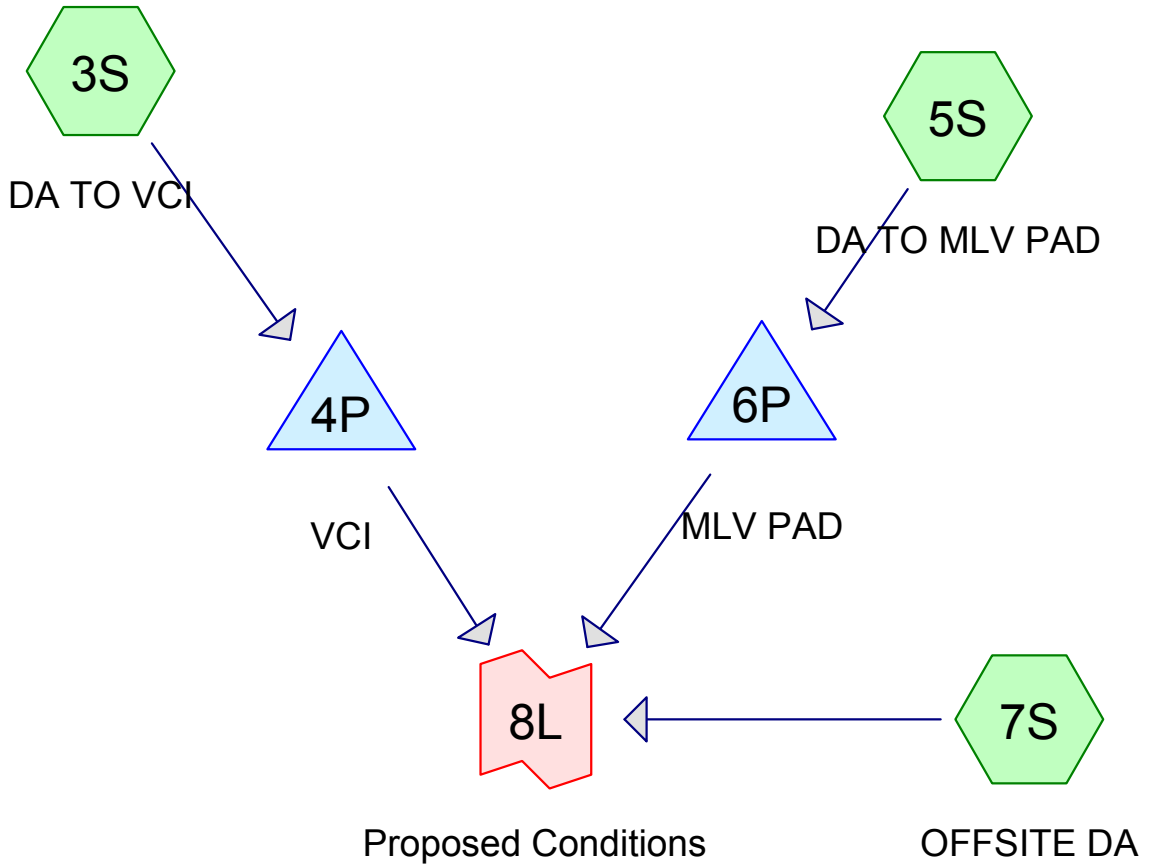 3S
5S
DA TO VCI
DA TO MLV PAD
4P
6P
VCI
MLV PAD
8L
7S
Proposed Conditions
OFFSITE DA